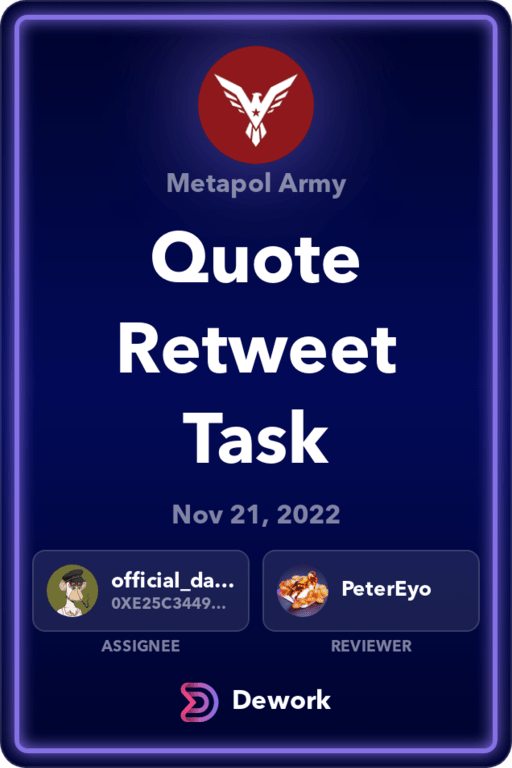 Metapol Army
Quote
Retweet
Task
Nov 21, 2022
official_da...
0XE25C3449...
ASSIGNEE
PeterEyo
REVIEWER
Dework